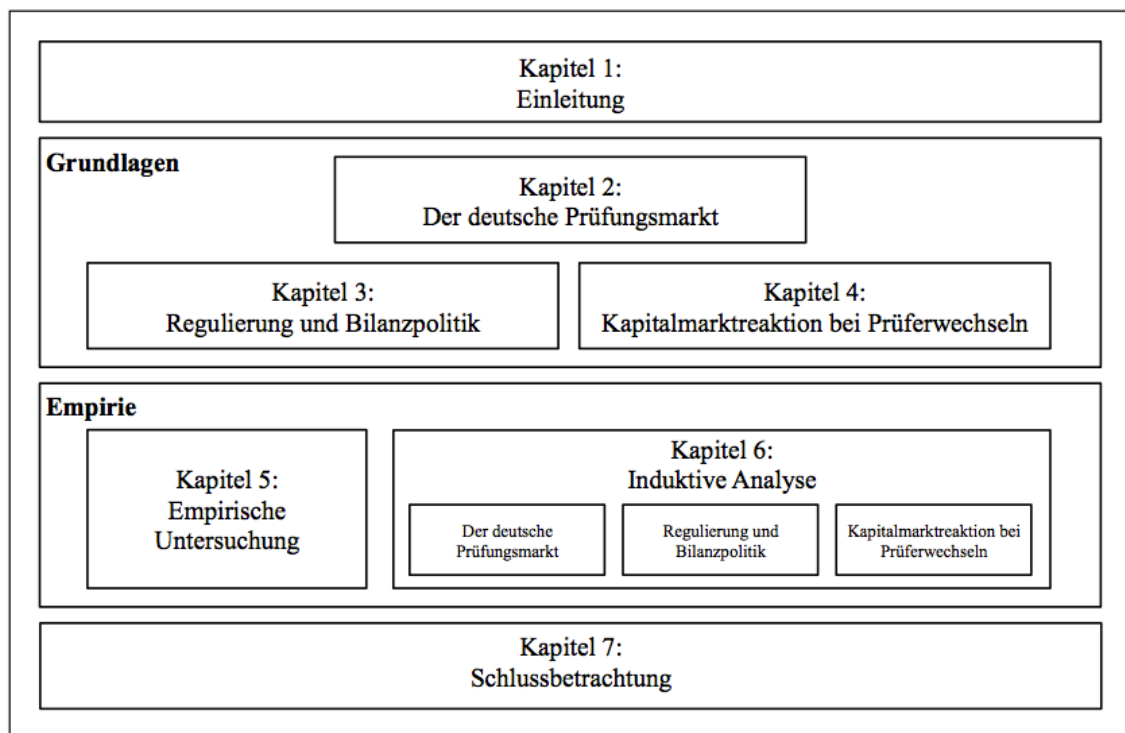 Kapitel 1:
Einleitung
Grundlagen
Kapitel 2:
Der deutsche Prüfungsmarkt
Kapitel 3:
Regulierung und Bilanzpolitik
Kapitel 4:
Kapitalmarktreaktion bei Prüferwechseln
Empirie
Kapitel 5:
Empirische
Untersuchung
Kapitel 6:
Induktive Analyse
Der deutsche
Prüfungsmarkt
Regulierung und
Bilanzpolitik
Kapitalmarktreaktion bei
Prüferwechseln
Kapitel 7:
Schlussbetrachtung